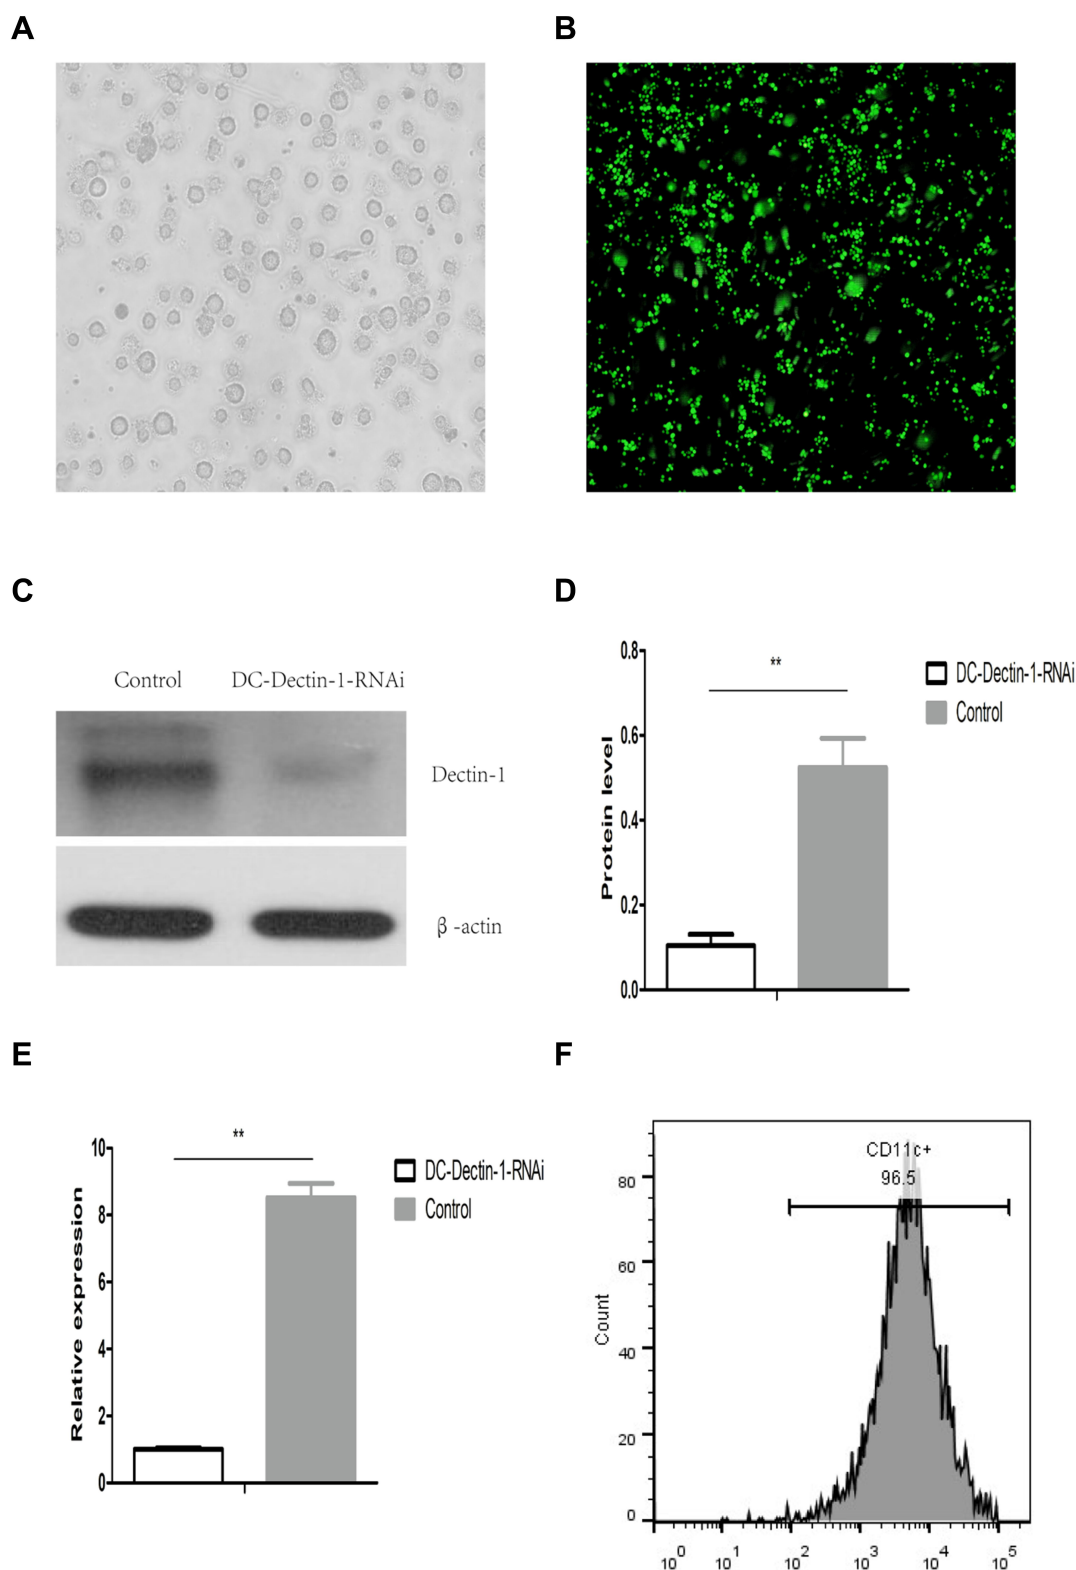 A
B
C
Control DC-Dectin-1-RNAi
Dectin-1
β -actin
D
**
DC-Dectin-1-RNAi
Control
Protein level
0.8
0.6
0.4
0.2
0.0
E
**
DC-Dectin-1-RNAi
Control
Relative expression
10
8
6
4
2
0
F
CD11c+
96.5
Count
80
60
40
20
0
10^0 10^1 10^2 10^3 10^4 10^5